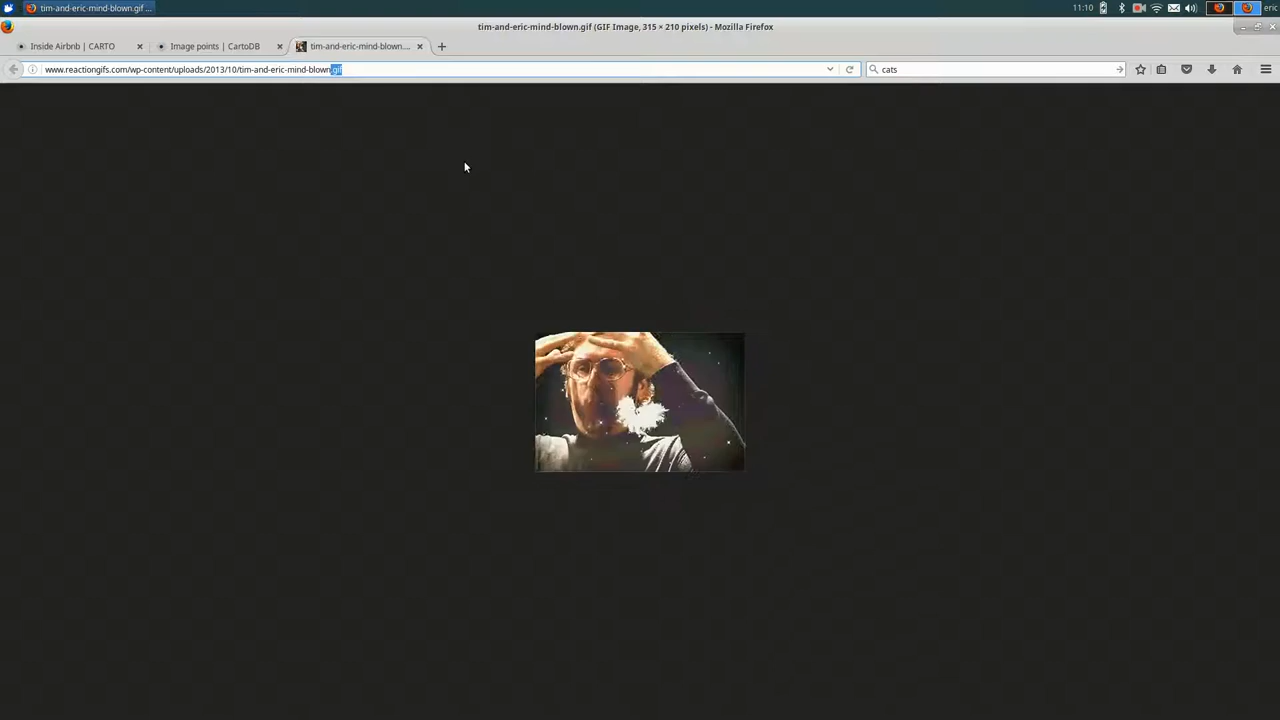 tim-and-eric-mind-blown.gif ...
11:10
eric
tim-and-eric-mind-blown.gif (GIF Image, 315 × 210 pixels) - Mozilla Firefox
Inside Airbnb | CARTO
Image points | CartoDB
tim-and-eric-mind-blown....
www.reactiongifs.com/wp-content/uploads/2013/10/tim-and-eric-mind-blown.gif
cats